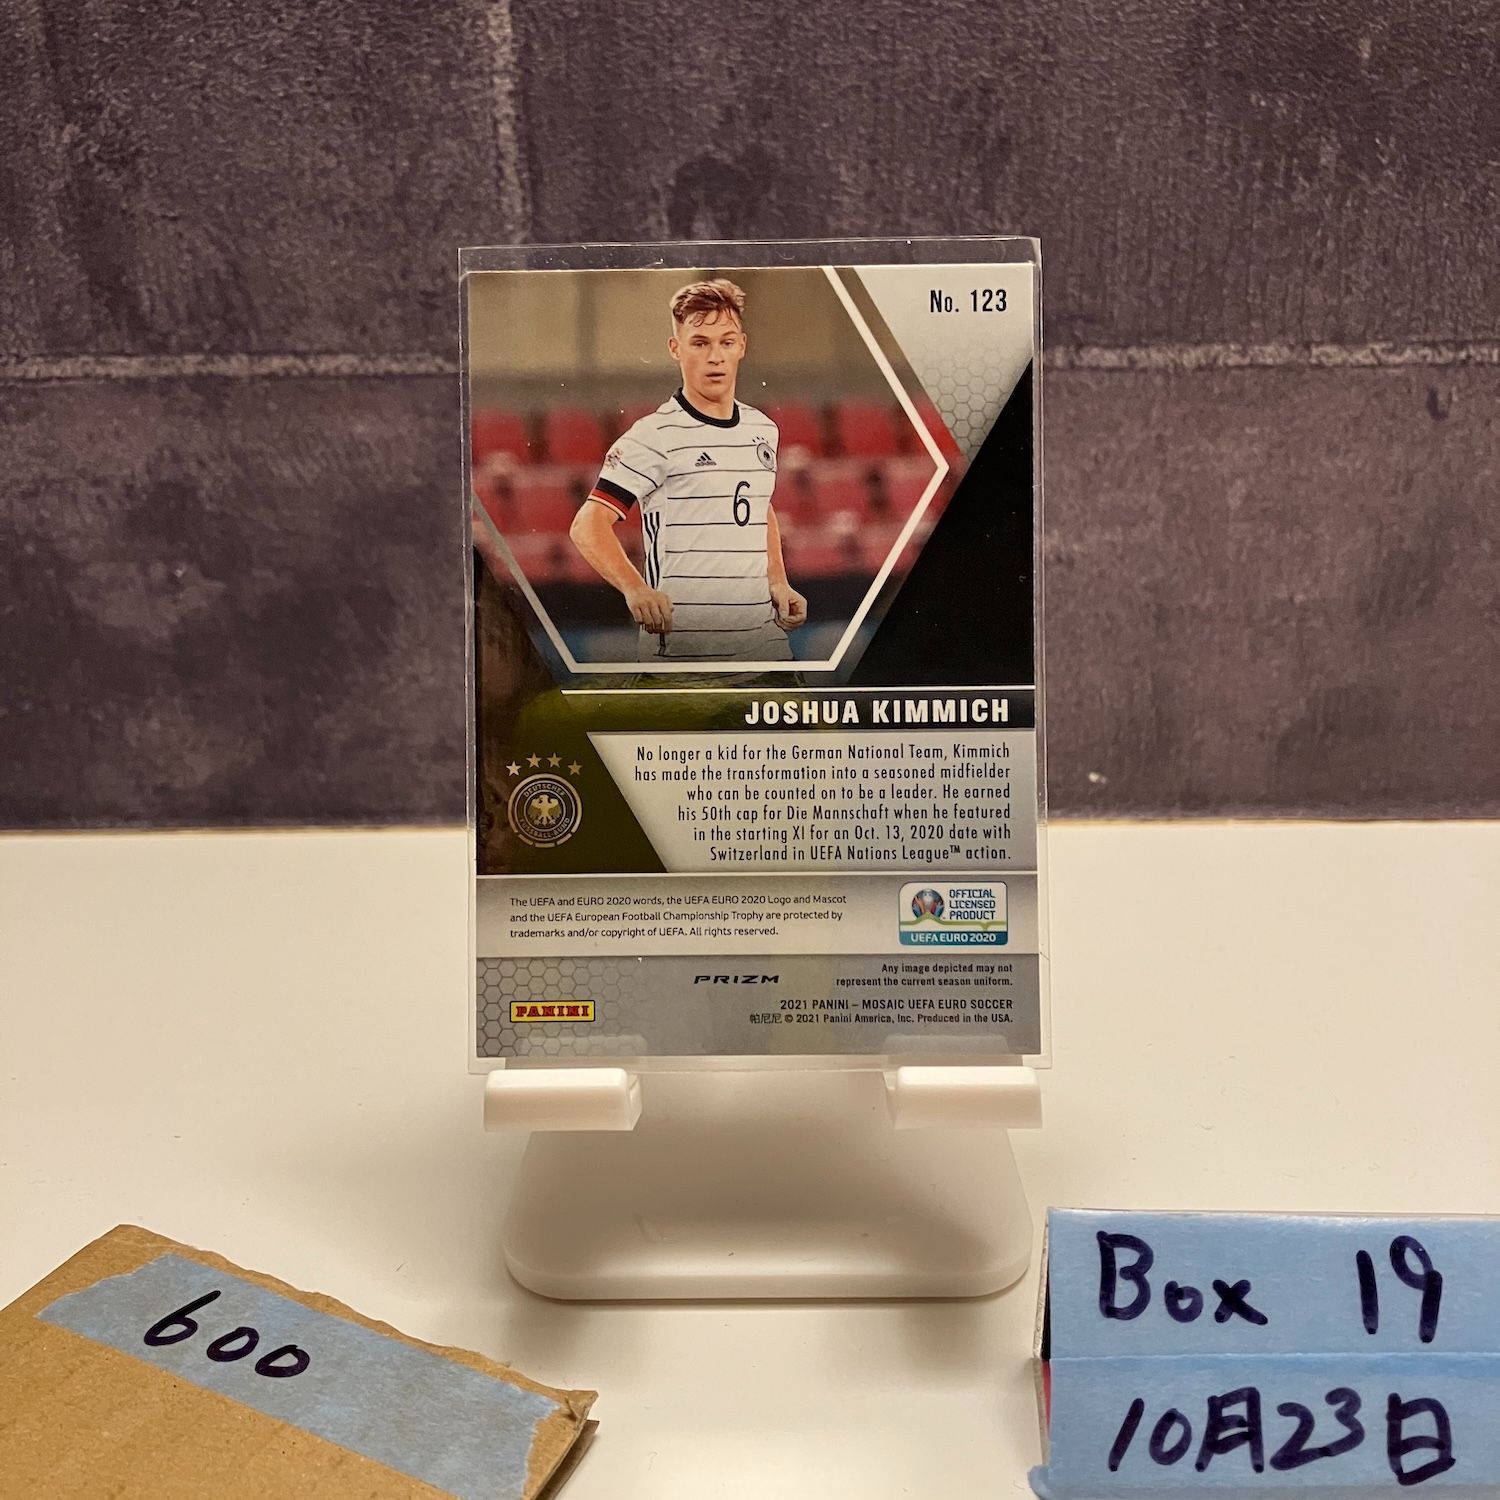 No. 123
adidas
6
JOSHUA KIMMICH
No longer a kid for the German National Team, Kimmich
has made the transformation into a seasoned midfielder
who can be counted on to be a leader. He earned
his 50th cap for Die Mannschaft when he featured
in the starting XI for an Oct. 13, 2020 date with
Switzerland in UEFA Nations League™ action.
DEUTSCHER
FUSSBALL-BUND
The UEFA and EURO 2020 words, the UEFA EURO 2020 Logo and Mascot
and the UEFA European Football Championship Trophy are protected by
trademarks and/or copyright of UEFA. All rights reserved.
OFFICIAL
LICENSED
PRODUCT
UEFA EURO 2020
PRIZM
Any image depicted may not
represent the current season uniform.
PANINI
2021 PANINI – MOSAIC UEFA EURO SOCCER
帕尼尼 © 2021 Panini America, Inc. Produced in the USA.
600
Box 19
10月23日